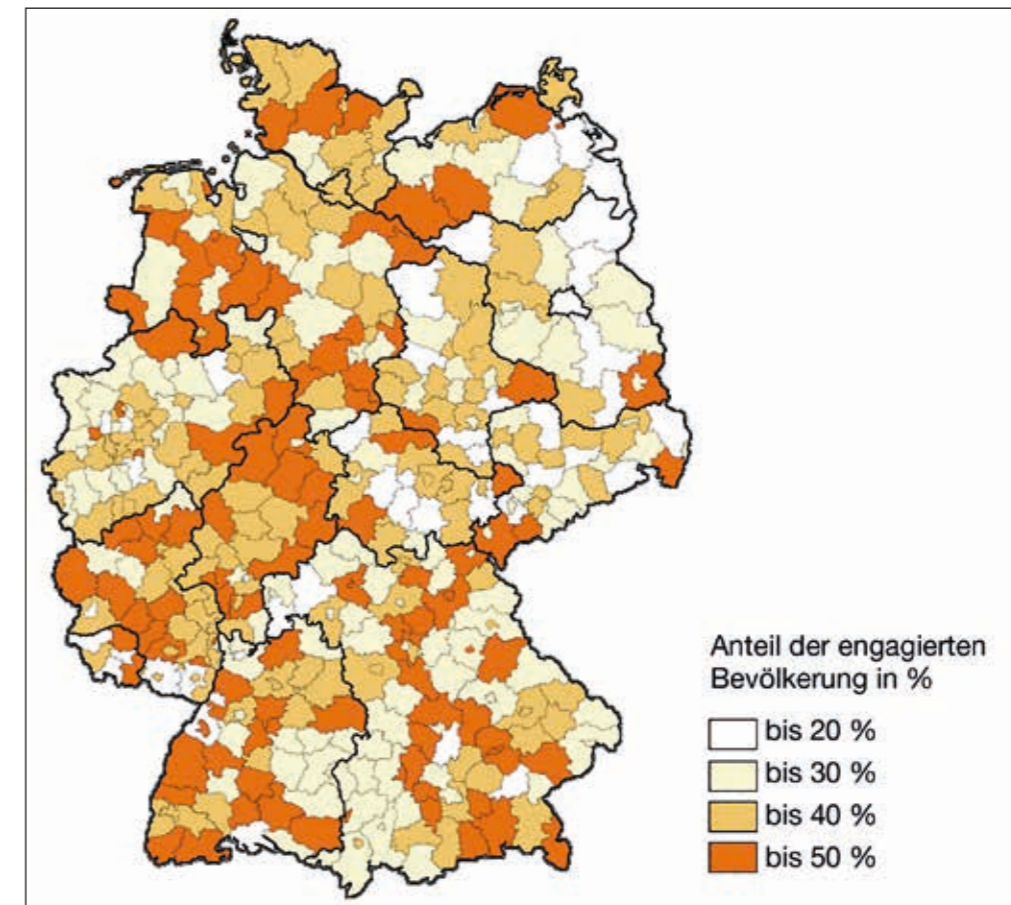 Anteil der engagierten
Bevölkerung in %
bis 20 %
bis 30 %
bis 40 %
bis 50 %